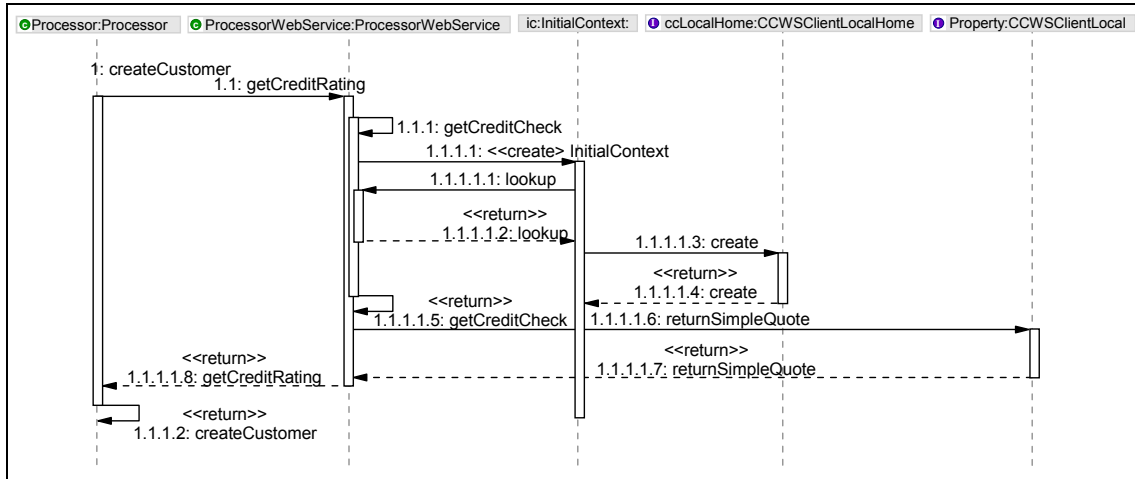 Processor:Processor
ProcessorWebService:ProcessorWebService
ic:InitialContext:
ccLocalHome:CCWSClientLocalHome
Property:CCWSClientLocal
1: createCustomer
1.1: getCreditRating
1.1.1: getCreditCheck
1.1.1.1: <<create> InitialContext
1.1.1.1.1: lookup
<<return>>
1.1.1.1.2: lookup
1.1.1.1.3: create
<<return>>
1.1.1.1.4: create
<<return>>
1.1.1.1.5: getCreditCheck
1.1.1.1.6: returnSimpleQuote
<<return>>
1.1.1.1.7: returnSimpleQuote
<<return>>
1.1.1.1.8: getCreditRating
<<return>>
1.1.1.2: createCustomer